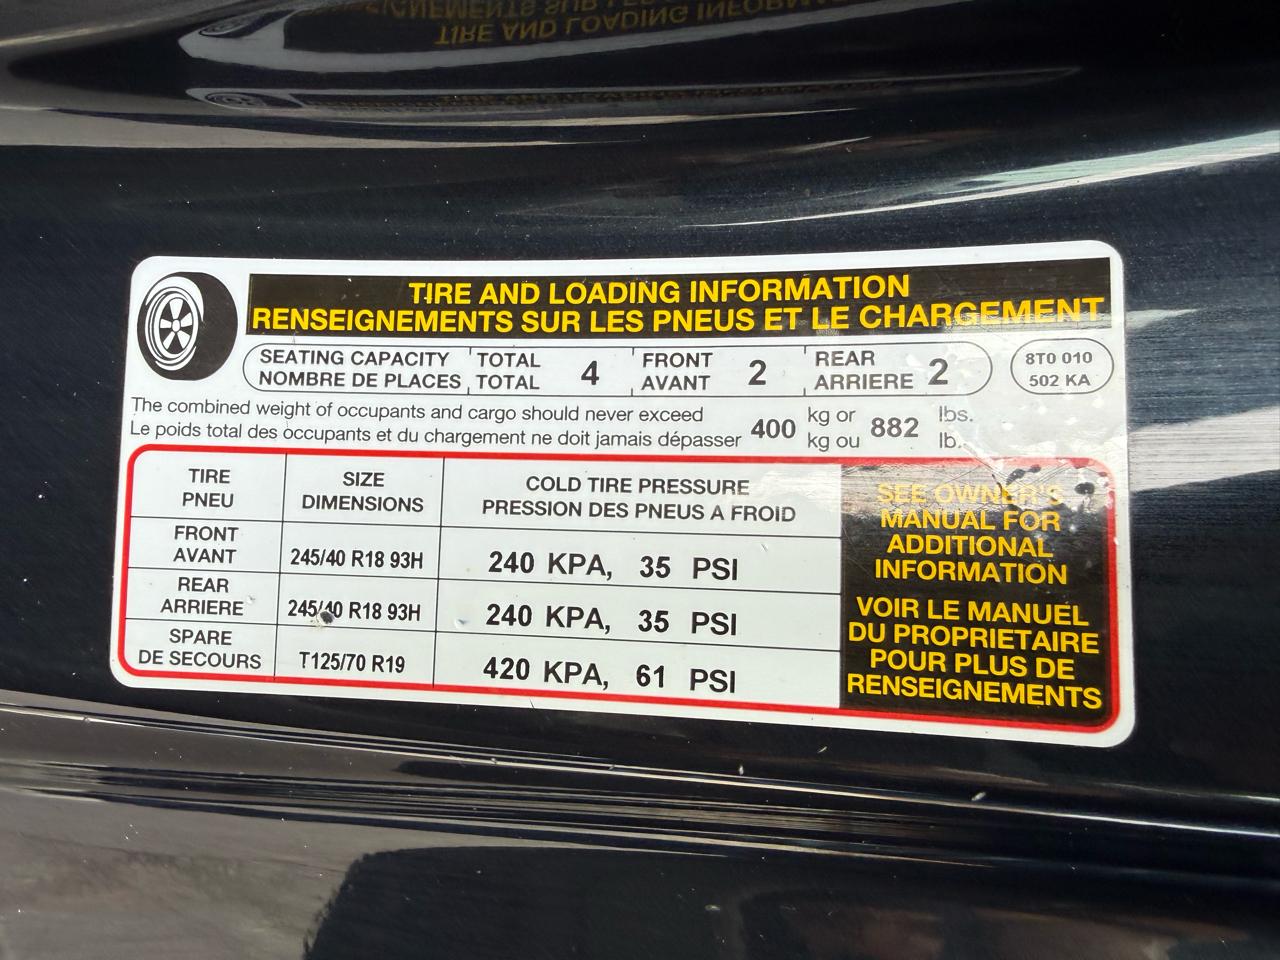 TIRE AND LOADING INFORMATION
RENSEIGNEMENTS SUR LES PNEUS ET LE CHARGEMENT
SEATING CAPACITY TOTAL 4 FRONT 2 REAR 2
NOMBRE DE PLACES TOTAL AVANT ARRIERE
8T0 010
502 KA
The combined weight of occupants and cargo should never exceed 400 kg or 882 lbs.
Le poids total des occupants et du chargement ne doit jamais dépasser kg ou lb.
TIRE SIZE COLD TIRE PRESSURE
PNEU DIMENSIONS PRESSION DES PNEUS A FROID
FRONT
AVANT 245/40 R18 93H 240 KPA, 35 PSI
REAR
ARRIERE 245/40 R18 93H 240 KPA, 35 PSI
SPARE
DE SECOURS T125/70 R19 420 KPA, 61 PSI
SEE OWNER'S
MANUAL FOR
ADDITIONAL
INFORMATION
VOIR LE MANUEL
DU PROPRIETAIRE
POUR PLUS DE
RENSEIGNEMENTS